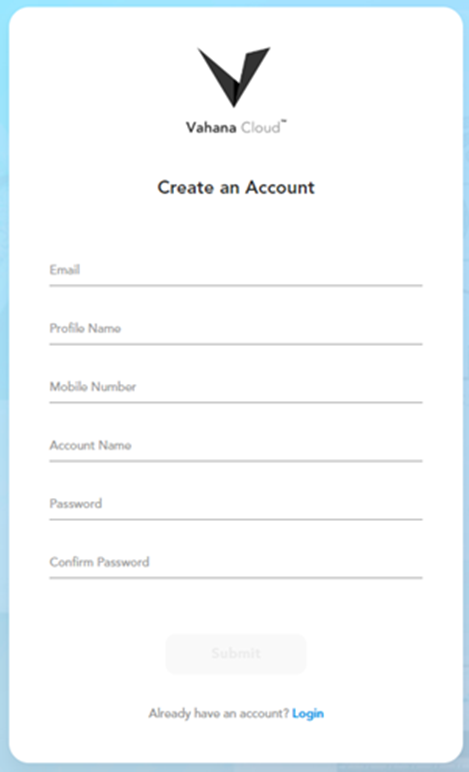 Vahana Cloud™
Create an Account
Email
Profile Name
Mobile Number
Account Name
Password
Confirm Password
Submit
Already have an account? Login